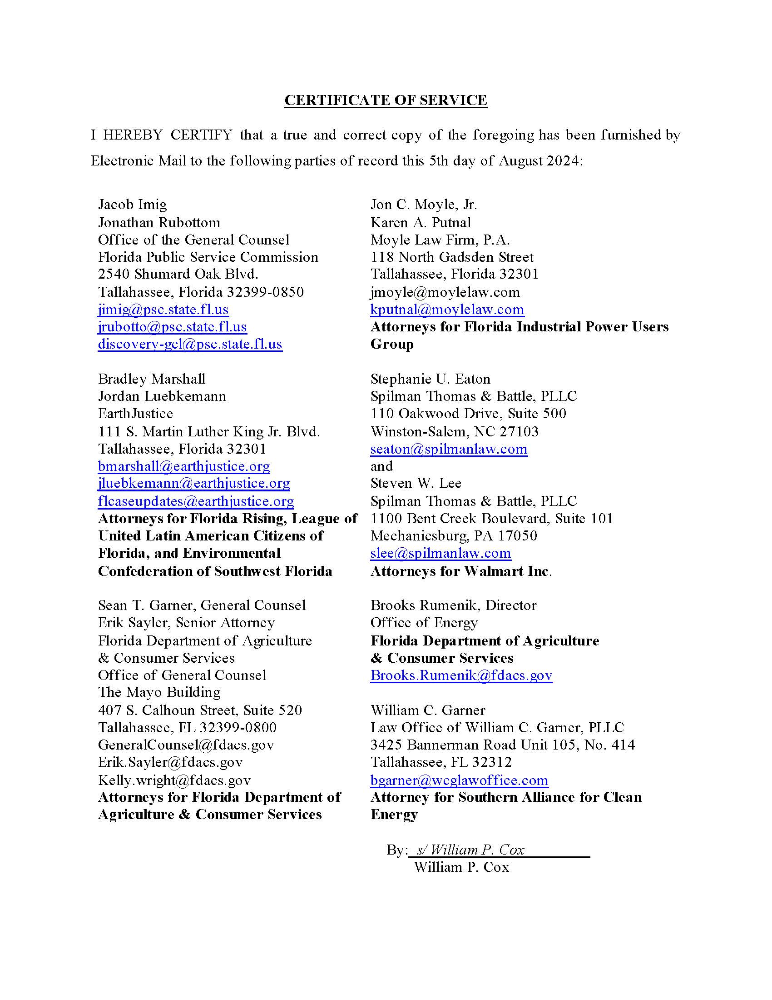 CERTIFICATE OF SERVICE
I HEREBY CERTIFY that a true and correct copy of the foregoing has been furnished by
Electronic Mail to the following parties of record this 5th day of August 2024:
Jacob Imig
Jonathan Rubottom
Office of the General Counsel
Florida Public Service Commission
2540 Shumard Oak Blvd.
Tallahassee, Florida 32399-0850
jimig@psc.state.fl.us
jrubotto@psc.state.fl.us
discovery-gcl@psc.state.fl.us
Jon C. Moyle, Jr.
Karen A. Putnal
Moyle Law Firm, P.A.
118 North Gadsden Street
Tallahassee, Florida 32301
jmoyle@moylelaw.com
kputnal@moylelaw.com
Attorneys for Florida Industrial Power Users
Group
Bradley Marshall
Jordan Luebkemann
EarthJustice
111 S. Martin Luther King Jr. Blvd.
Tallahassee, Florida 32301
bmarshall@earthjustice.org
jluebkemann@earthjustice.org
flcaseupdates@earthjustice.org
Attorneys for Florida Rising, League of
United Latin American Citizens of
Florida, and Environmental
Confederation of Southwest Florida
Stephanie U. Eaton
Spilman Thomas & Battle, PLLC
110 Oakwood Drive, Suite 500
Winston-Salem, NC 27103
seaton@spilmanlaw.com
and
Steven W. Lee
Spilman Thomas & Battle, PLLC
1100 Bent Creek Boulevard, Suite 101
Mechanicsburg, PA 17050
slee@spilmanlaw.com
Attorneys for Walmart Inc.
Sean T. Garner, General Counsel
Erik Sayler, Senior Attorney
Florida Department of Agriculture
& Consumer Services
Office of General Counsel
The Mayo Building
407 S. Calhoun Street, Suite 520
Tallahassee, FL 32399-0800
GeneralCounsel@fdacs.gov
Erik.Sayler@fdacs.gov
Kelly.wright@fdacs.gov
Attorneys for Florida Department of
Agriculture & Consumer Services
Brooks Rumenik, Director
Office of Energy
Florida Department of Agriculture
& Consumer Services
Brooks.Rumenik@fdacs.gov
William C. Garner
Law Office of William C. Garner, PLLC
3425 Bannerman Road Unit 105, No. 414
Tallahassee, FL 32312
bgarner@wcglawoffice.com
Attorney for Southern Alliance for Clean
Energy
By: s/ William P. Cox
William P. Cox